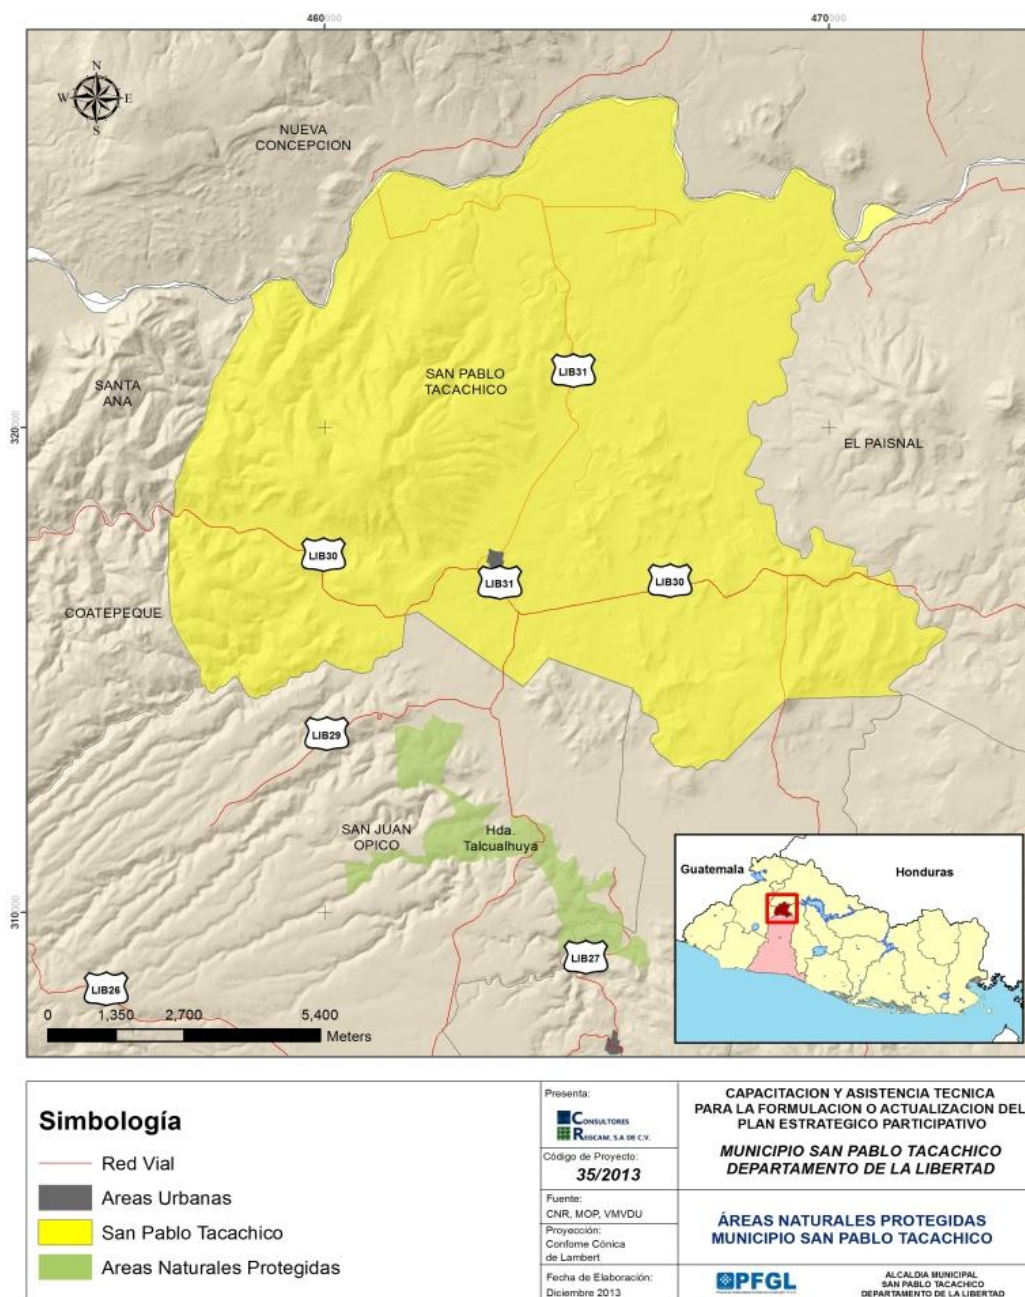 460000
470000
N
W
E
S
NUEVA
CONCEPCION
SANTA
ANA
SAN PABLO
TACACHICO
LIB31
320000
EL PAISNAL
LIB30
LIB31
LIB30
COATEPEQUE
LIB29
SAN JUAN
OPICO
Hda.
Talcualhuya
Guatemala
Honduras
310000
LIB27
LIB26
0
1,350
2,700
5,400
Meters
Simbología
Red Vial
Areas Urbanas
San Pablo Tacachico
Areas Naturales Protegidas
Presenta:
CONSULTORES
REGCAM, S.A DE C.V.
Código de Proyecto:
35/2013
Fuente:
CNR, MOP, VMVDU
Proyección:
Conforme Cónica
de Lambert
Fecha de Elaboración:
Diciembre 2013
CAPACITACION Y ASISTENCIA TECNICA
PARA LA FORMULACION O ACTUALIZACION DEL
PLAN ESTRATEGICO PARTICIPATIVO
MUNICIPIO SAN PABLO TACACHICO
DEPARTAMENTO DE LA LIBERTAD
ÁREAS NATURALES PROTEGIDAS
MUNICIPIO SAN PABLO TACACHICO
PFGL
ALCALDIA MUNICIPAL
SAN PABLO TACACHICO
DEPARTAMENTO DE LA LIBERTAD